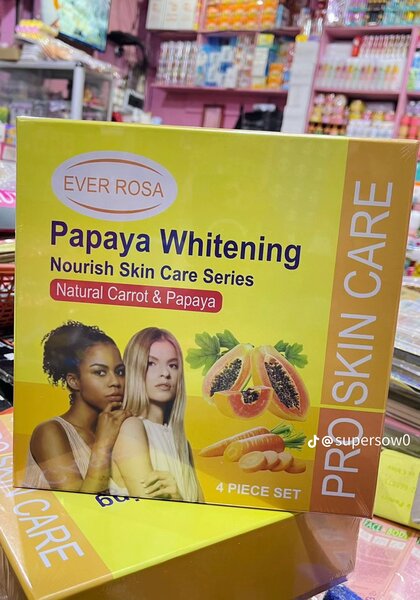 EVER ROSA
Papaya Whitening
Nourish Skin Care Series
Natural Carrot & Papaya
PRO SKIN CARE
@supersow0
4 PIECE SET
SKIN CARE